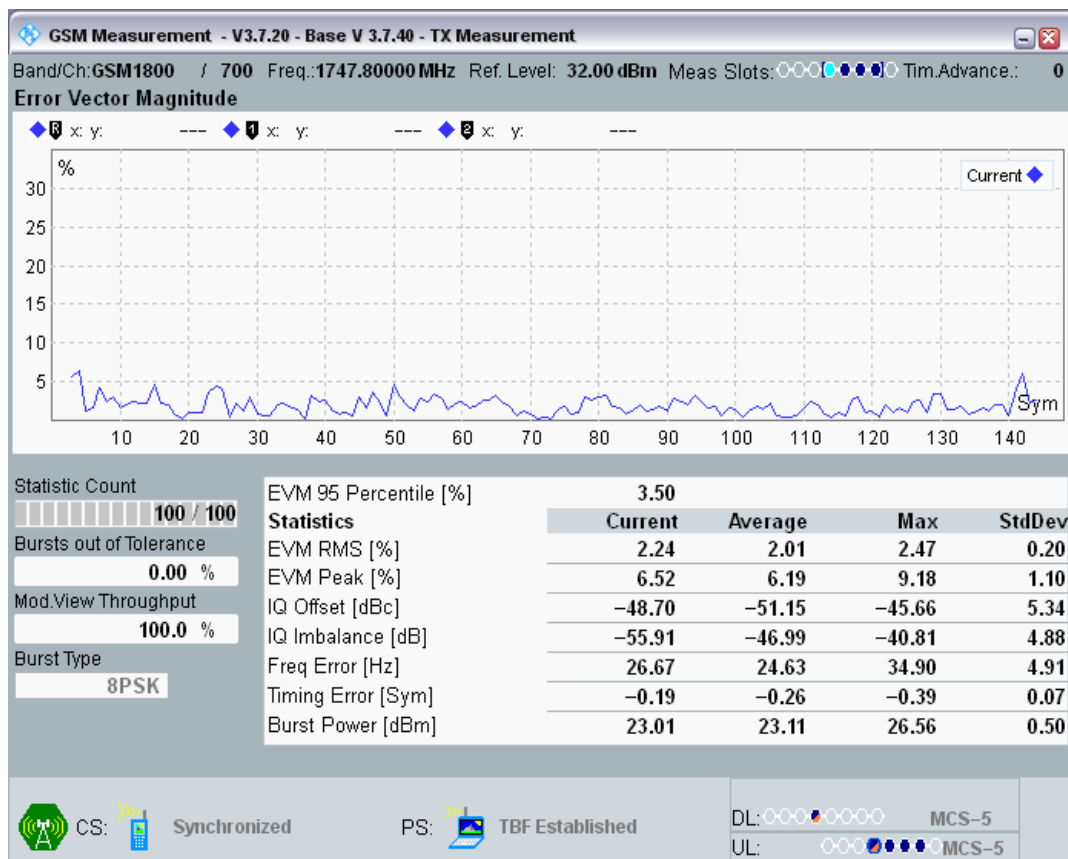 GSM Measurement - V3.7.20 - Base V 3.7.40 - TX Measurement
Band/Ch:GSM1800 / 700 Freq.:1747.80000 MHz Ref. Level: 32.00 dBm Meas Slots: Tim.Advance.: 0
Error Vector Magnitude
R x: y: --- 1 x: y: --- 2 x: y: ---
%
Current
30
25
20
15
10
5
Sym
10 20 30 40 50 60 70 80 90 100 110 120 130 140
Statistic Count
100 / 100
Bursts out of Tolerance
0.00 %
Mod.View Throughput
100.0 %
Burst Type
8PSK
EVM 95 Percentile [%] 3.50
Statistics Current Average Max StdDev
EVM RMS [%] 2.24 2.01 2.47 0.20
EVM Peak [%] 6.52 6.19 9.18 1.10
IQ Offset [dBc] −48.70 −51.15 −45.66 5.34
IQ Imbalance [dB] −55.91 −46.99 −40.81 4.88
Freq Error [Hz] 26.67 24.63 34.90 4.91
Timing Error [Sym] −0.19 −0.26 −0.39 0.07
Burst Power [dBm] 23.01 23.11 26.56 0.50
CS: Synchronized PS: TBF Established
DL: MCS−5
UL: MCS−5